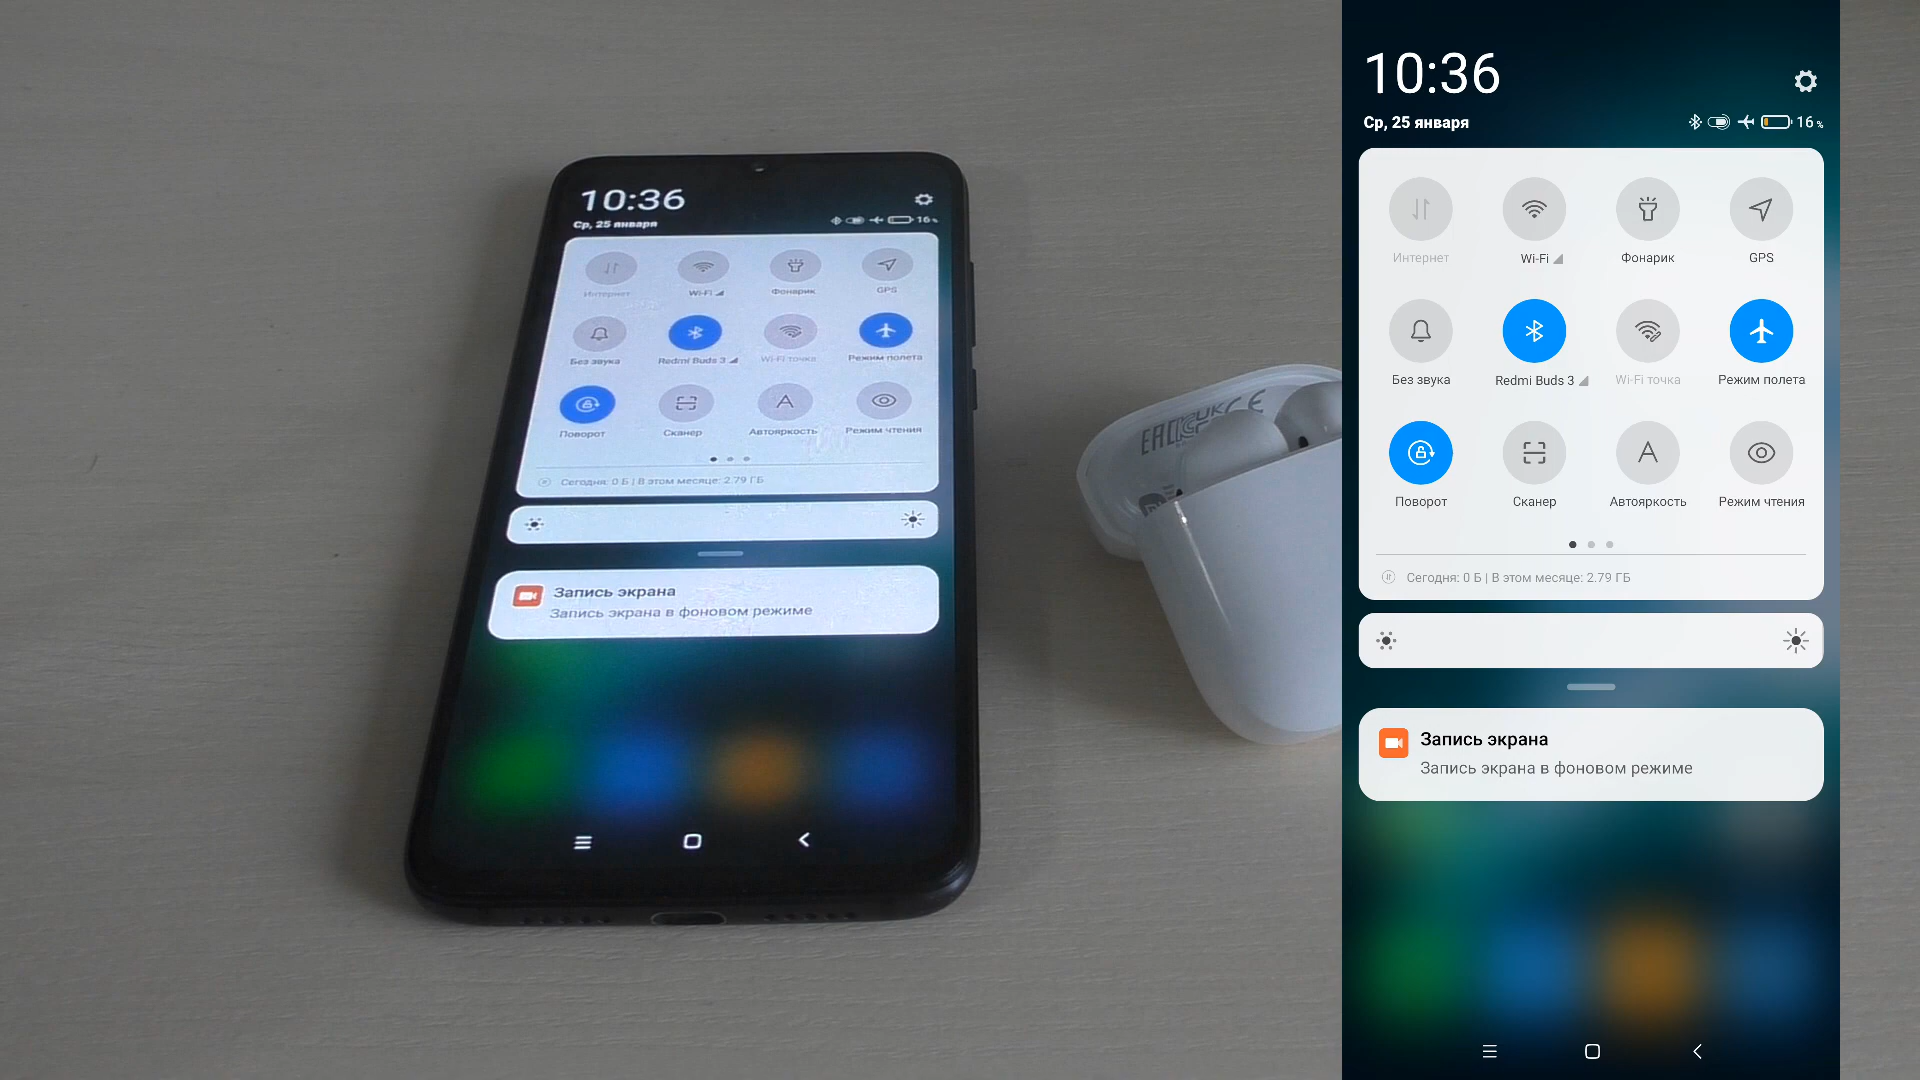 10:36
Ср, 25 января
16 %
Интернет
Wi-Fi
Фонарик
GPS
Без звука
Redmi Buds 3
Wi-Fi точка
Режим полета
Поворот
Сканер
Автояркость
Режим чтения
Сегодня: 0 Б | В этом месяце: 2.79 ГБ
Запись экрана
Запись экрана в фоновом режиме
EAC
UK
CE
10:36
Ср, 25 января
16 %
Интернет
Wi-Fi
Фонарик
GPS
Без звука
Redmi Buds 3
Wi-Fi точка
Режим полета
Поворот
Сканер
Автояркость
Режим чтения
Сегодня: 0 Б | В этом месяце: 2.79 ГБ
Запись экрана
Запись экрана в фоновом режиме